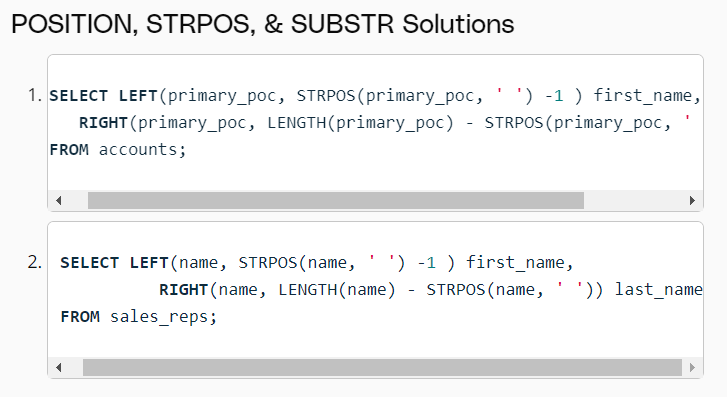 POSITION, STRPOS, & SUBSTR Solutions
1. SELECT LEFT(primary_poc, STRPOS(primary_poc, ' ') -1 ) first_name,
RIGHT(primary_poc, LENGTH(primary_poc) - STRPOS(primary_poc, '
FROM accounts;
2. SELECT LEFT(name, STRPOS(name, ' ') -1 ) first_name,
RIGHT(name, LENGTH(name) - STRPOS(name, ' ')) last_name
FROM sales_reps;